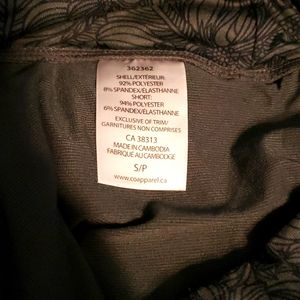 362362
SHELL/EXTÉRIEUR:
92% POLYESTER
8% SPANDEX/ÉLASTHANNE
SHORT:
94% POLYESTER
6% SPANDEX/ÉLASTHANNE
EXCLUSIVE OF TRIM/
GARNITURES NON COMPRISES
CA 38313
MADE IN CAMBODIA
FABRIQUÉ AU CAMBODGE
S/P
www.coapparel.ca